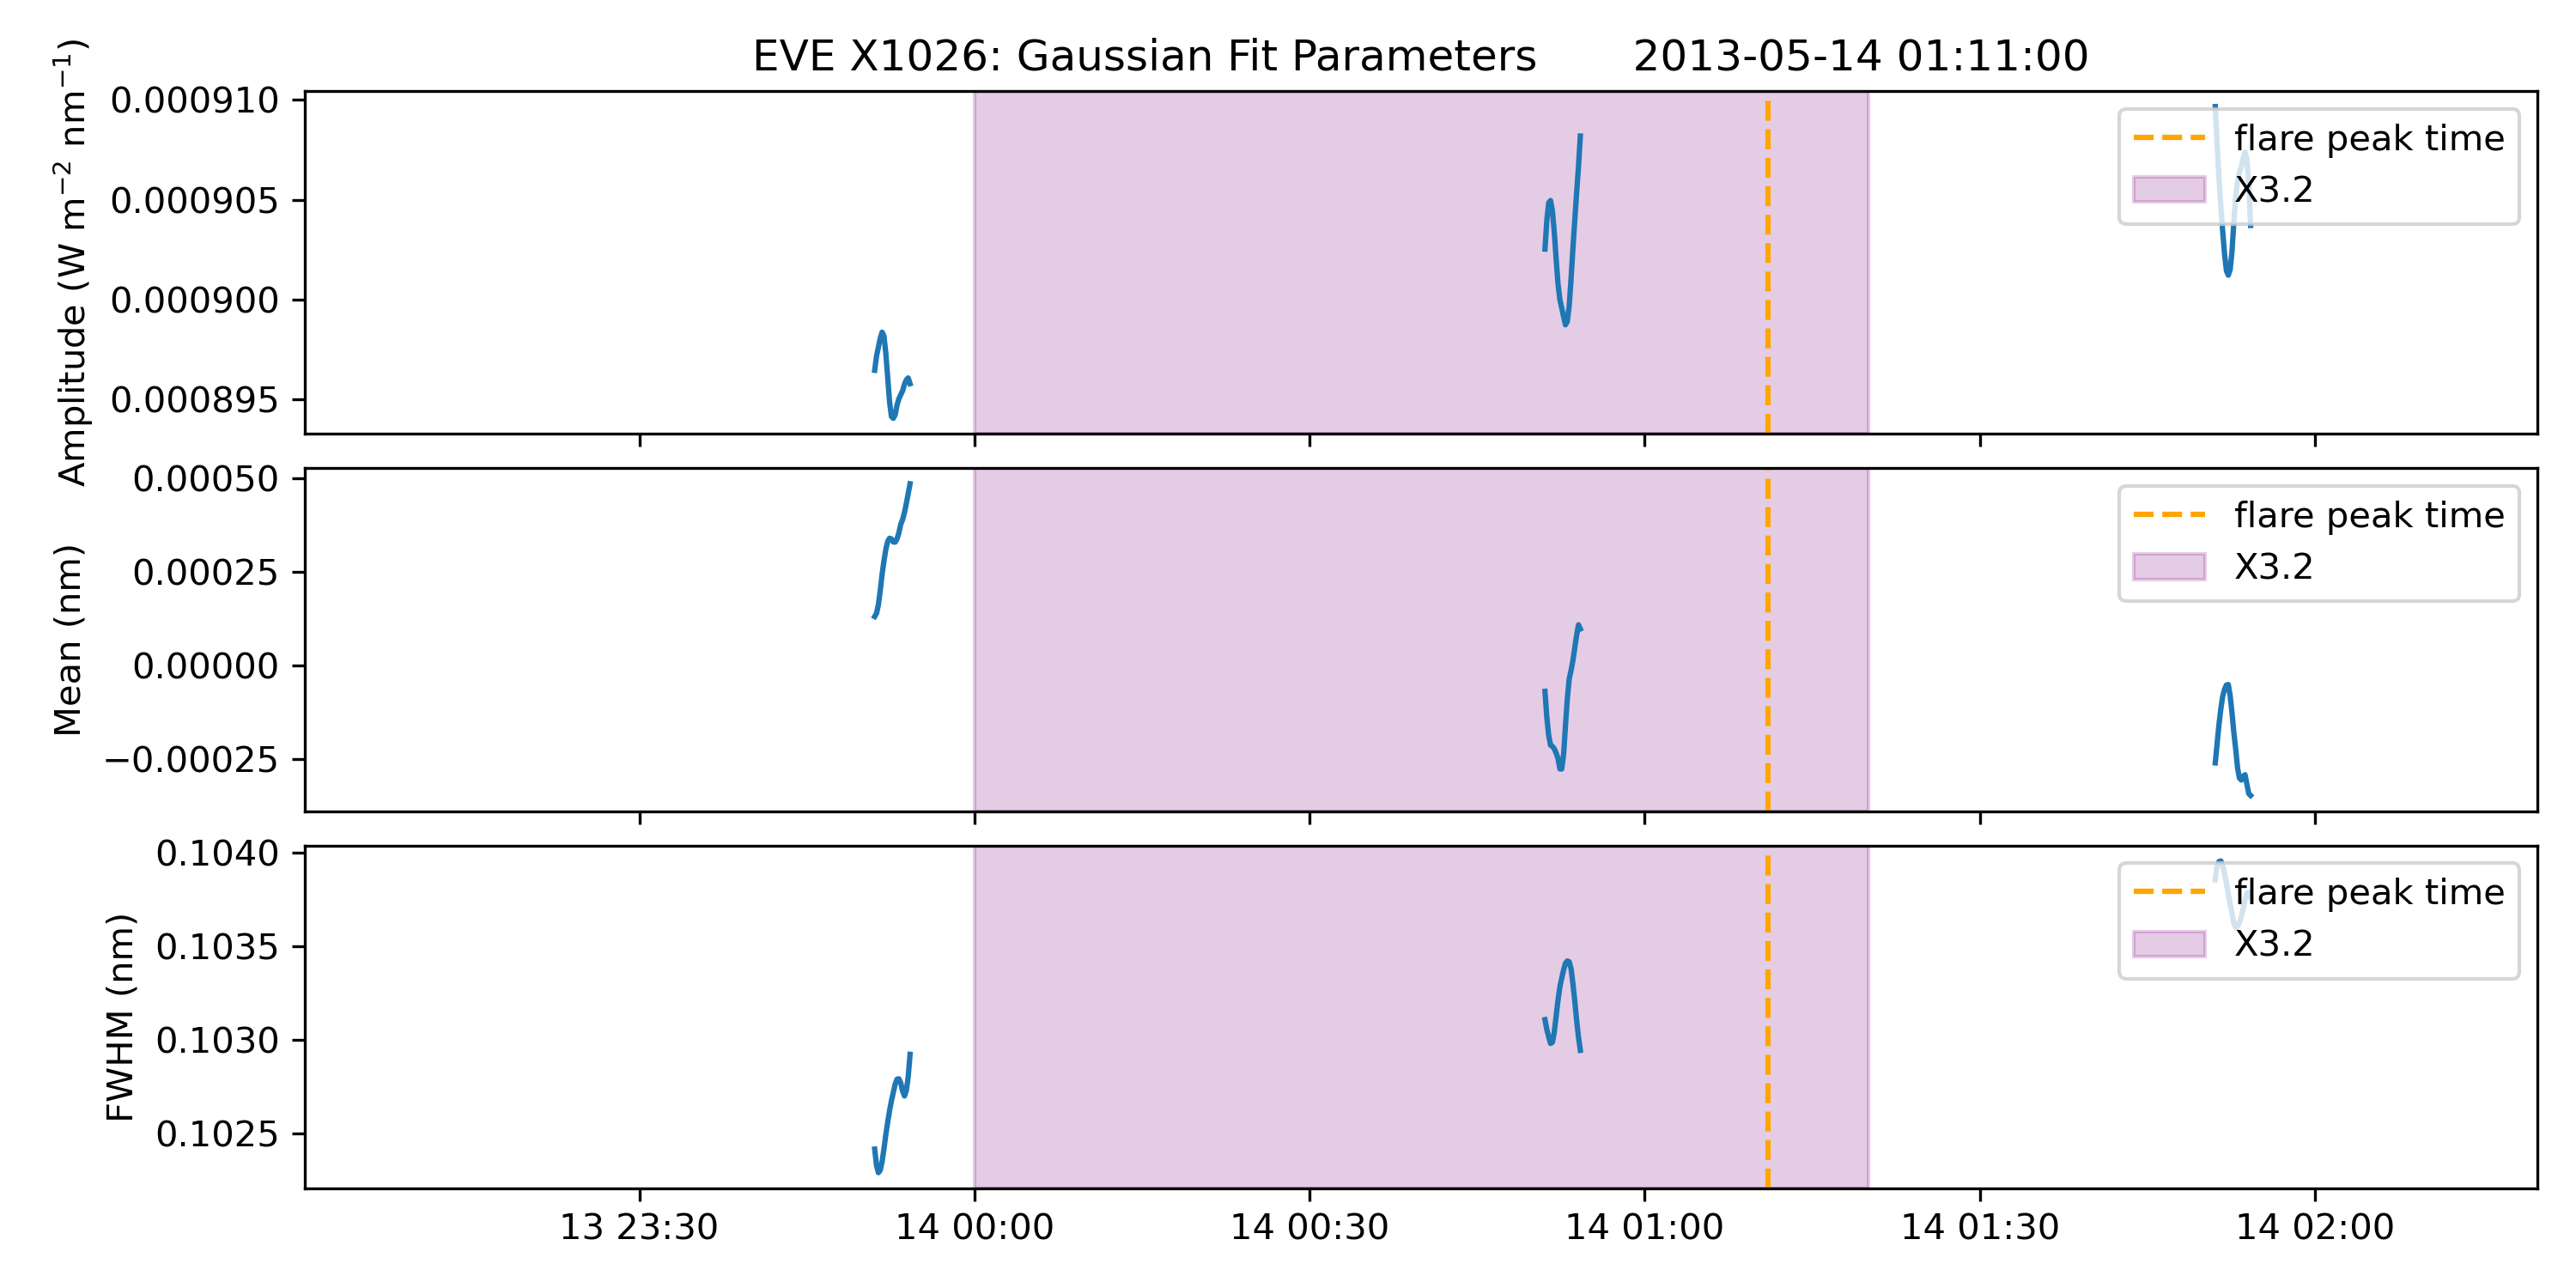 EVE X1026: Gaussian Fit Parameters 2013-05-14 01:11:00
Amplitude (W m⁻² nm⁻¹)
0.000910
0.000905
0.000900
0.000895
flare peak time
X3.2
Mean (nm)
0.00050
0.00025
0.00000
−0.00025
flare peak time
X3.2
FWHM (nm)
0.1040
0.1035
0.1030
0.1025
flare peak time
X3.2
13 23:30 14 00:00 14 00:30 14 01:00 14 01:30 14 02:00